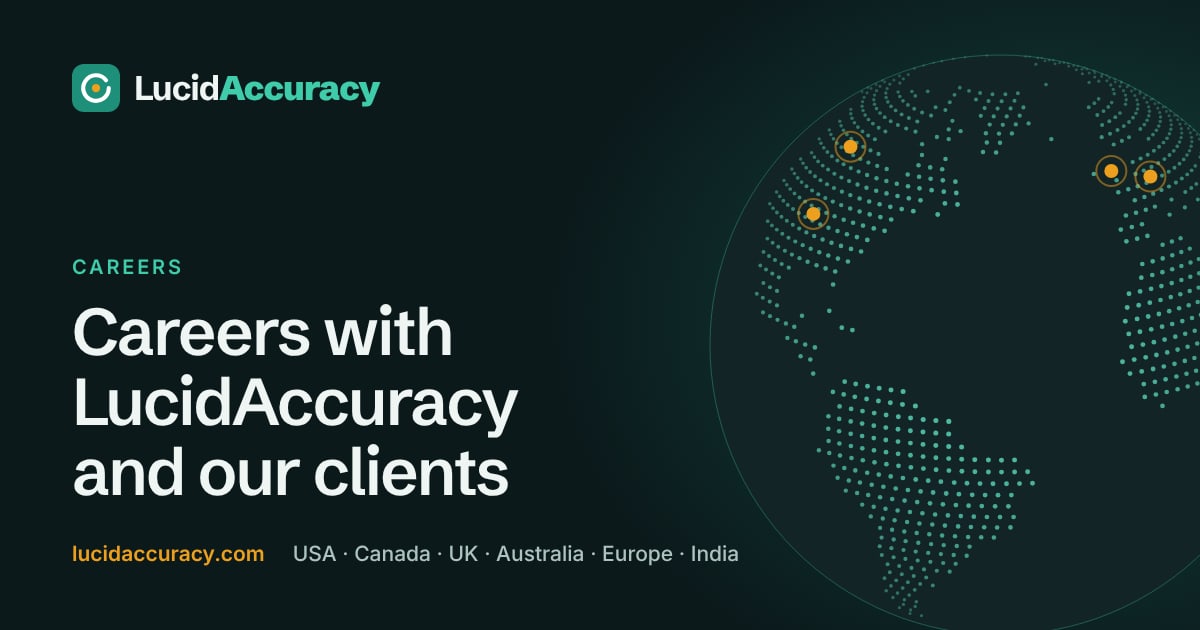 LucidAccuracy
CAREERS
Careers with
LucidAccuracy
and our clients
lucidaccuracy.com USA · Canada · UK · Australia · Europe · India